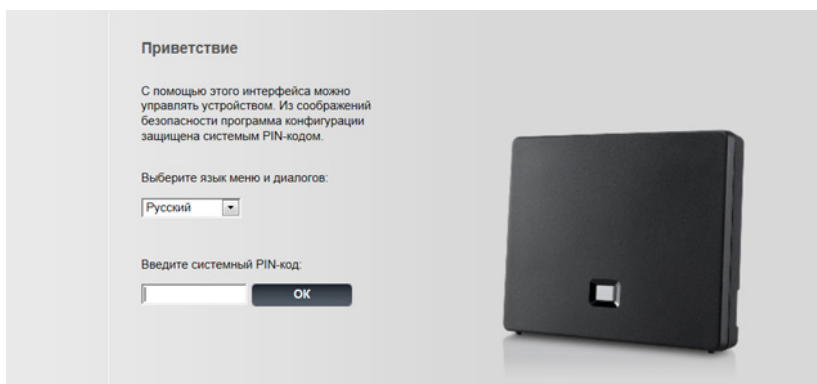 Приветствие
С помощью этого интерфейса можно
управлять устройством. Из соображений
безопасности программа конфигурации
защищена системым PIN-кодом.
Выберите язык меню и диалогов:
Русский
Введите системный PIN-код:
ОК